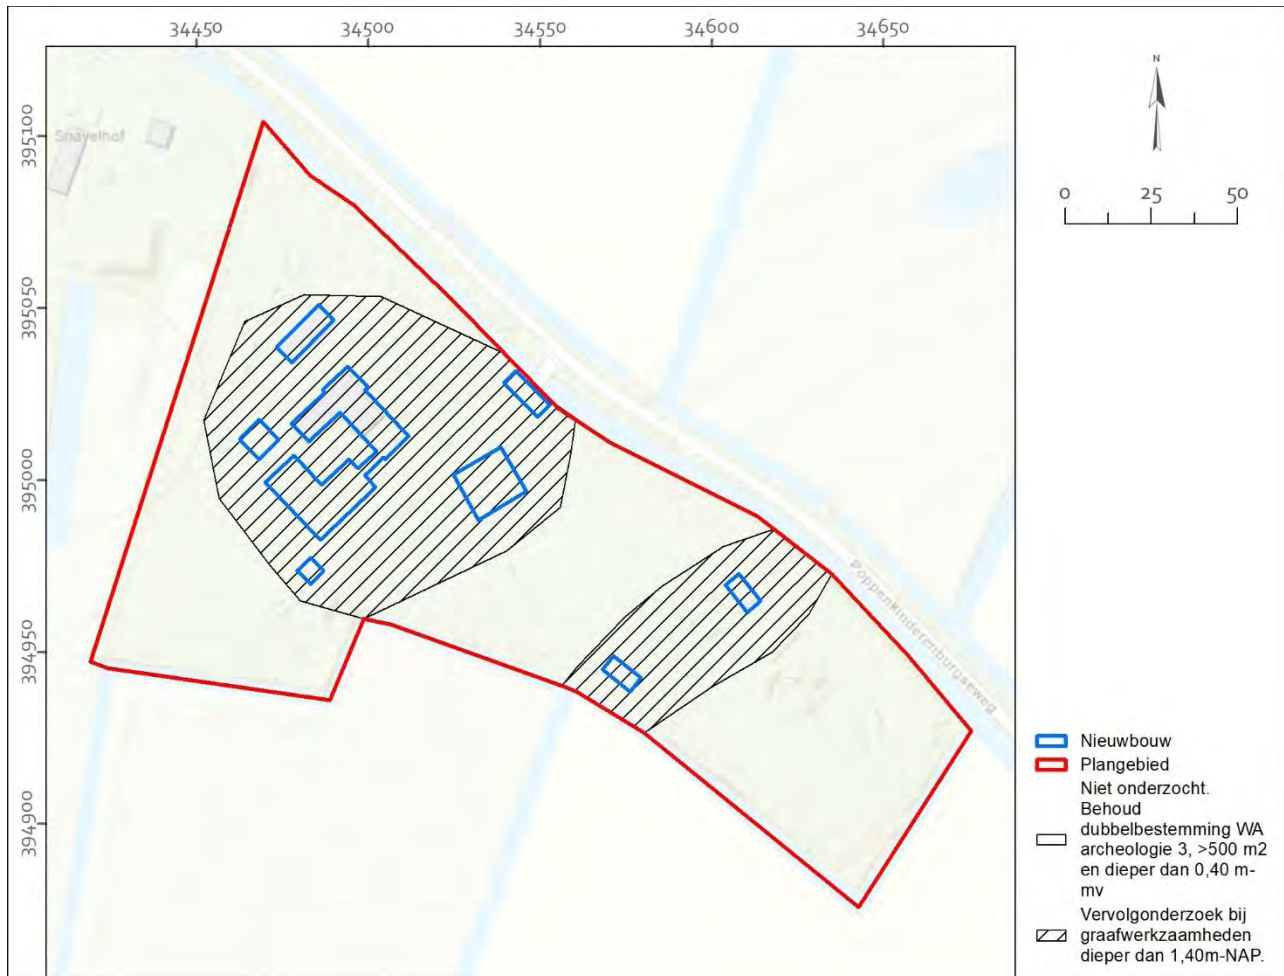 34450
34500
34550
34600
34650
N
395100
Snavelhof
0
25
50
395050
395000
394950
394900
Poppenkinderenburgseweg
Nieuwbouw
Plangebied
Niet onderzocht.
Behoud
dubbelbestemming WA
archeologie 3, >500 m2
en dieper dan 0,40 m-
mv
Vervolgonderzoek bij
graafwerkzaamheden
dieper dan 1,40m-NAP.